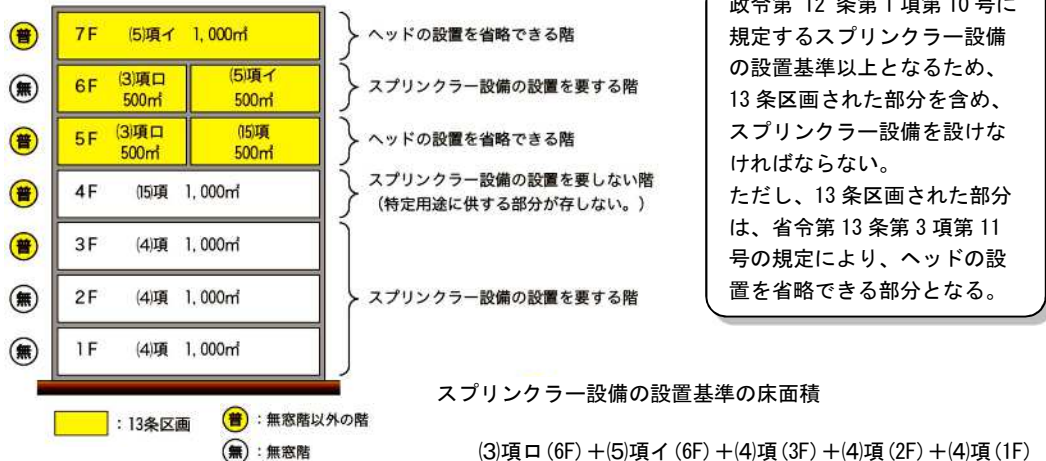 普 7F (5)項イ 1,000㎡ ヘッドの設置を省略できる階
無 6F (3)項ロ 500㎡ (5)項イ 500㎡ スプリンクラー設備の設置を要する階
普 5F (3)項ロ 500㎡ (15)項 500㎡ ヘッドの設置を省略できる階
普 4F (15)項 1,000㎡ スプリンクラー設備の設置を要しない階
(特定用途に供する部分が存しない。)
普 3F (4)項 1,000㎡
無 2F (4)項 1,000㎡ スプリンクラー設備の設置を要する階
無 1F (4)項 1,000㎡
:13条区画 普:無窓階以外の階
無:無窓階
政令第 12 条第1項第10号に
規定するスプリンクラー設備
の設置基準以上となるため、
13条区画された部分を含め、
スプリンクラー設備を設けな
ければならない。
ただし、13条区画された部分
は、省令第13条第3項第11
号の規定により、ヘッドの設
置を省略できる部分となる。
スプリンクラー設備の設置基準の床面積
(3)項ロ(6F)+(5)項イ(6F)+(4)項(3F)+(4)項(2F)+(4)項(1F)